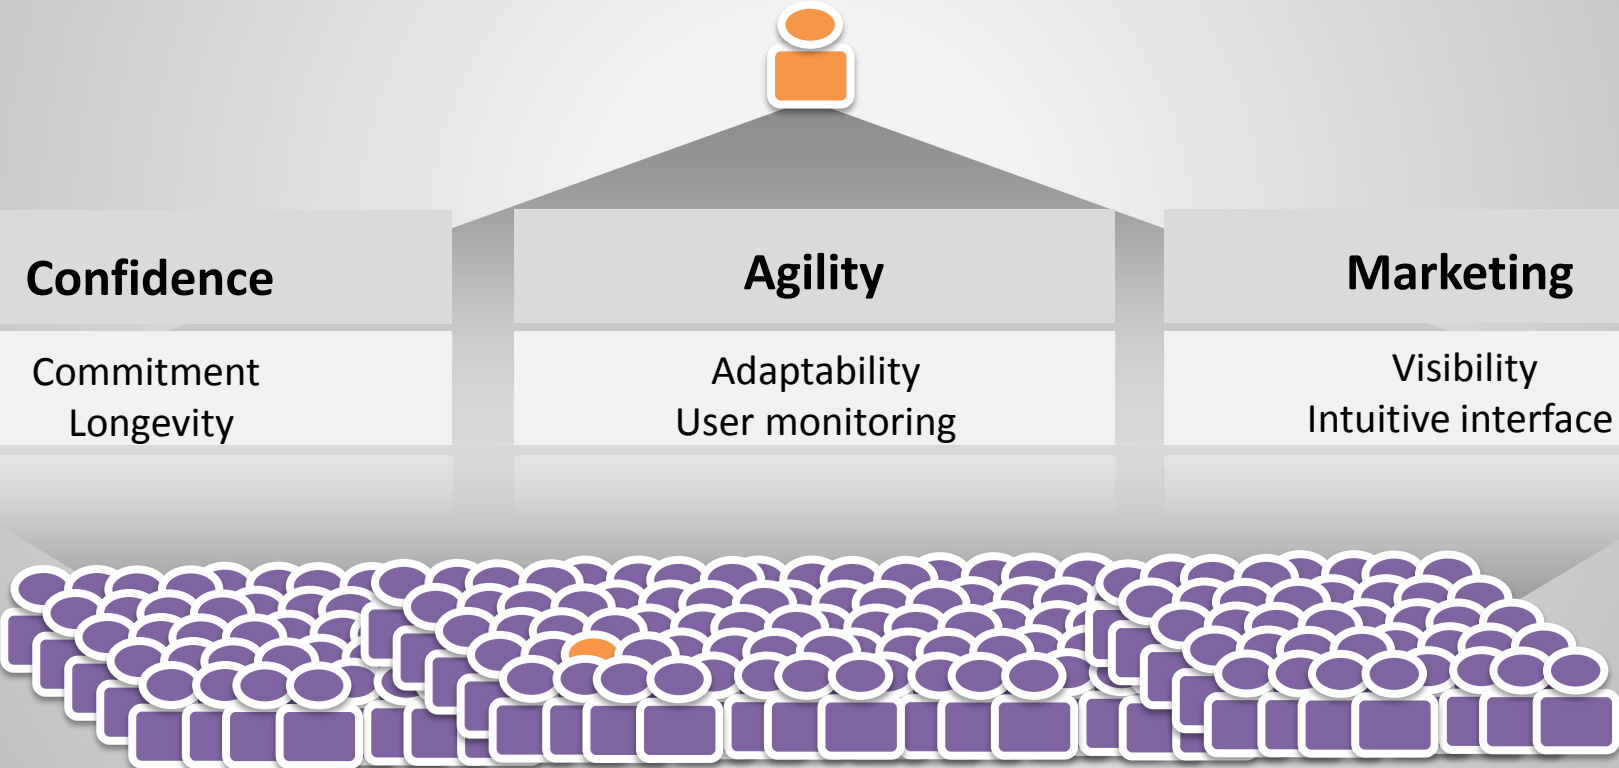 Confidence
Commitment
Longevity
Agility
Adaptability
User monitoring
Marketing
Visibility
Intuitive interface